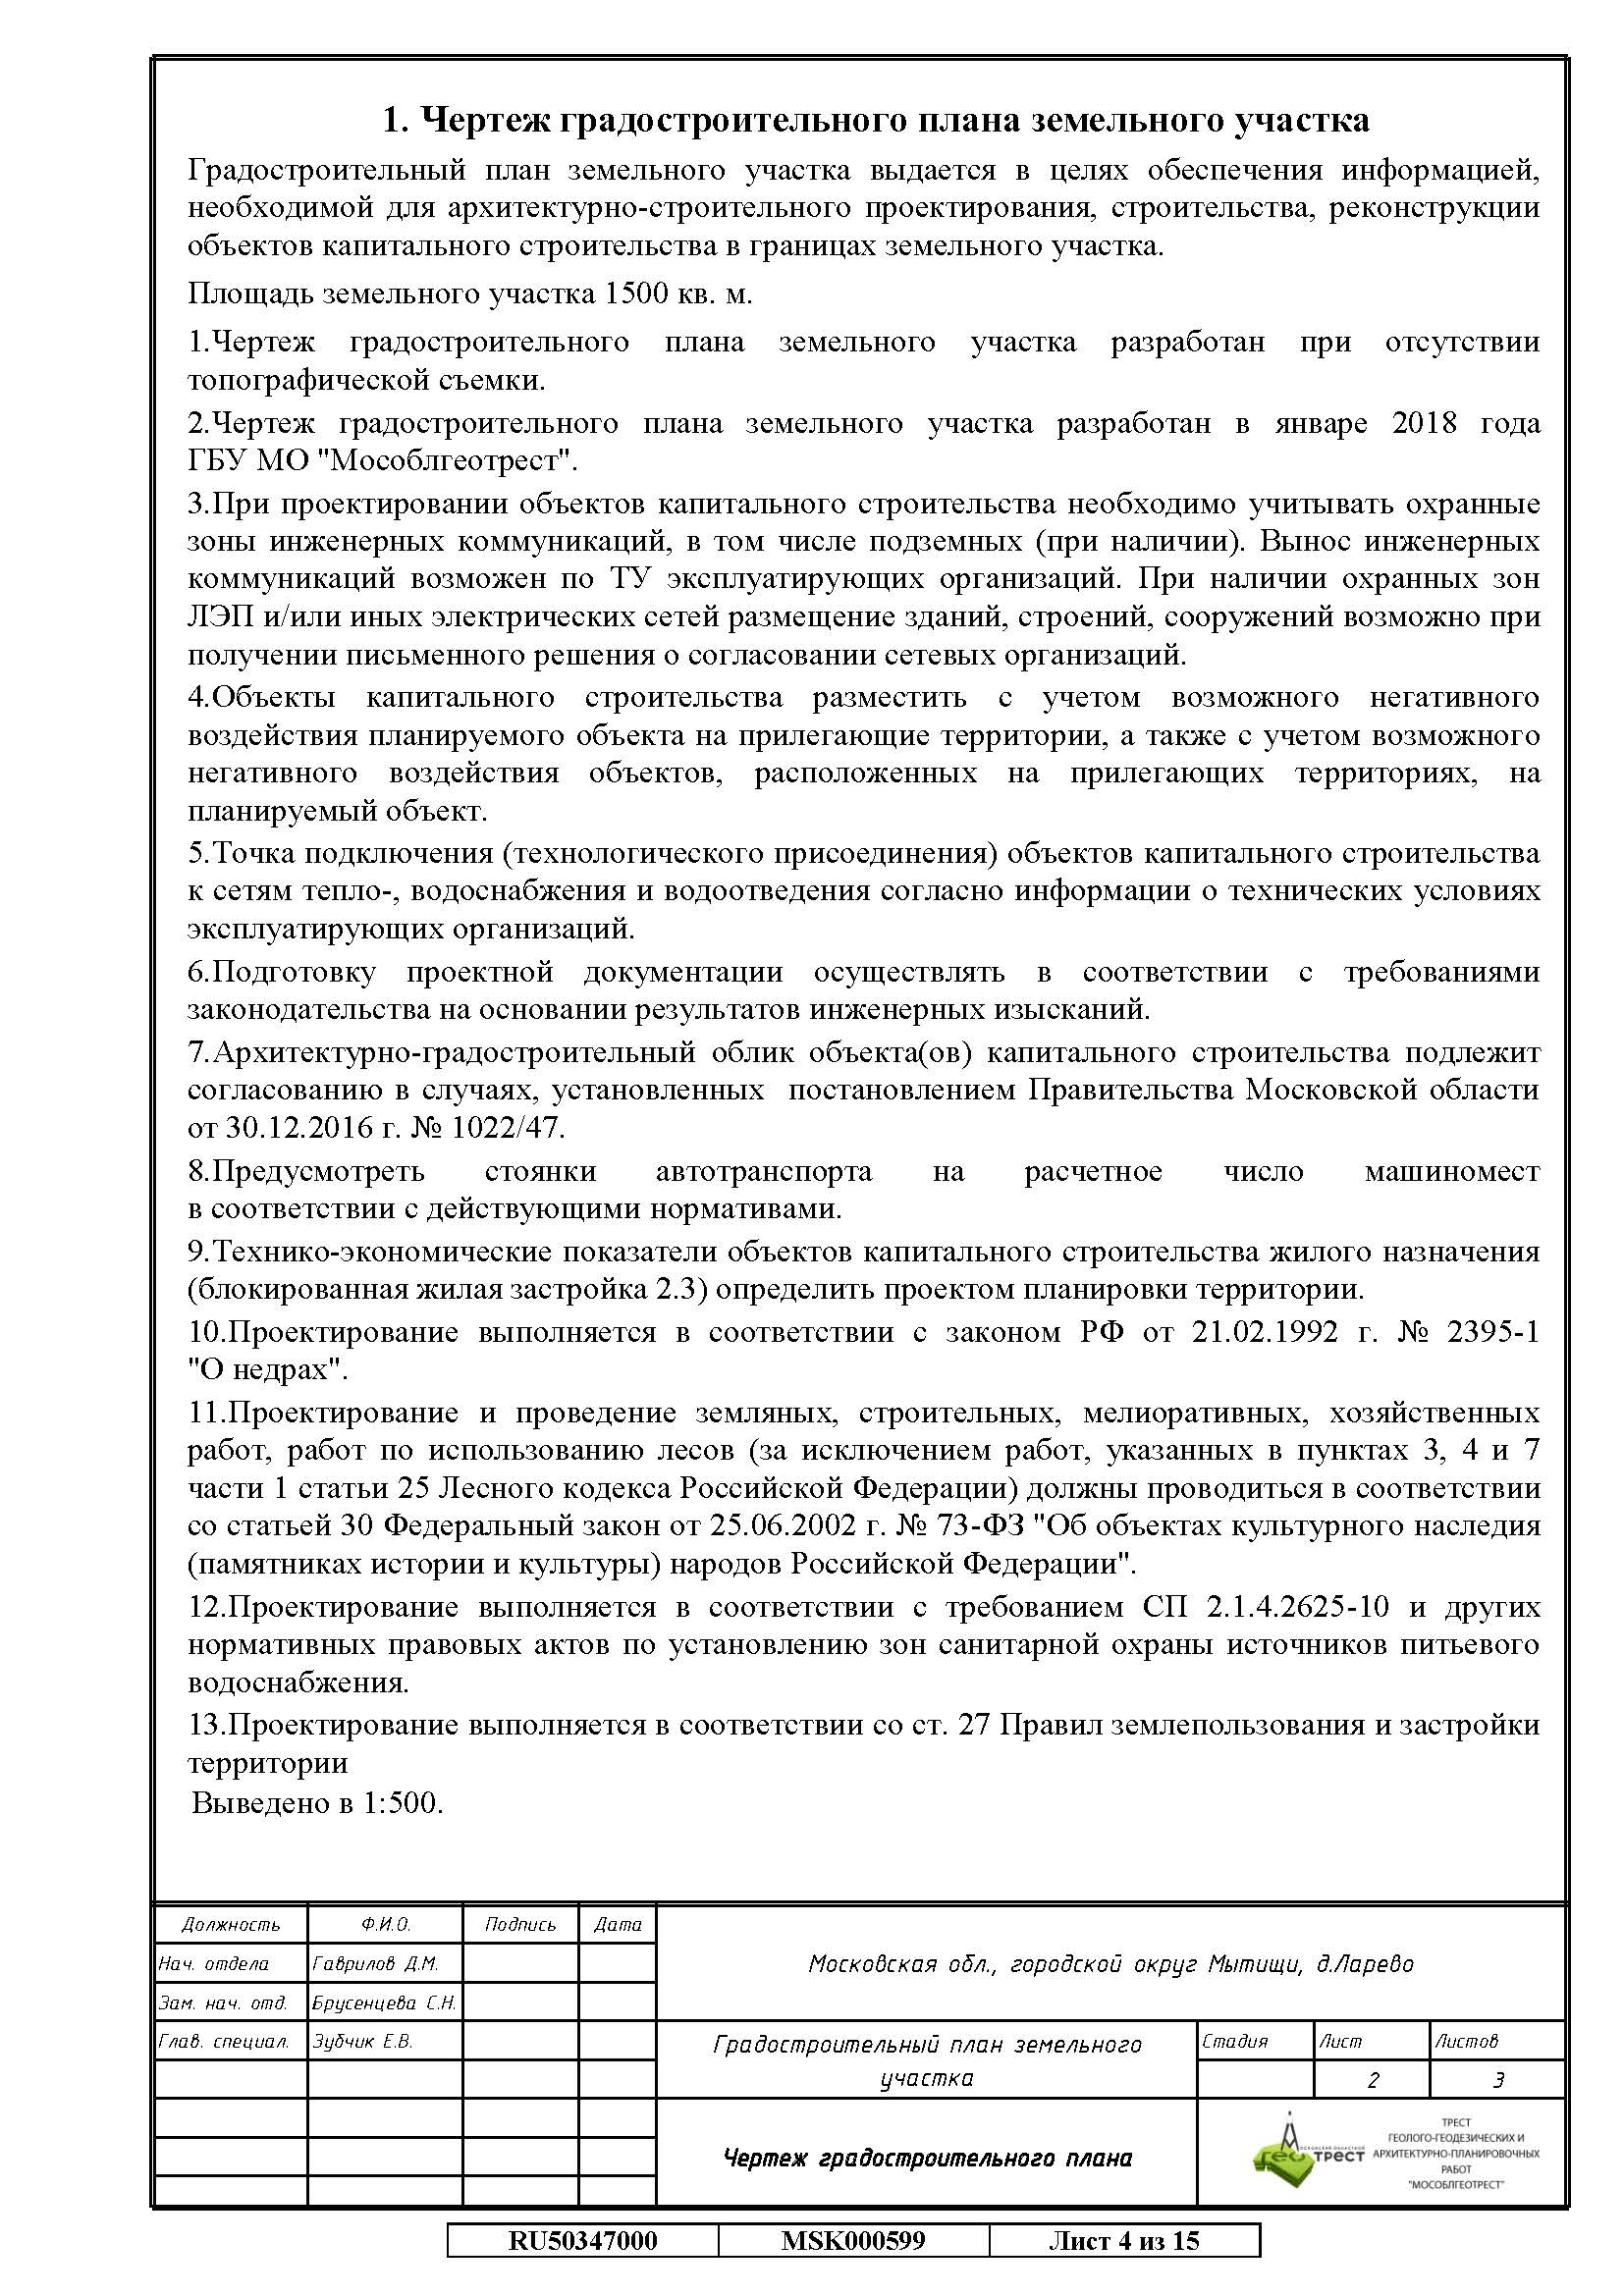 1. Чертеж градостроительного плана земельного участка
Градостроительный план земельного участка выдается в целях обеспечения информацией,
необходимой для архитектурно-строительного проектирования, строительства, реконструкции
объектов капитального строительства в границах земельного участка.
Площадь земельного участка 1500 кв. м.
1.Чертеж градостроительного плана земельного участка разработан при отсутствии
топографической съемки.
2.Чертеж градостроительного плана земельного участка разработан в январе 2018 года
ГБУ МО "Мособлгеотрест".
3.При проектировании объектов капитального строительства необходимо учитывать охранные
зоны инженерных коммуникаций, в том числе подземных (при наличии). Вынос инженерных
коммуникаций возможен по ТУ эксплуатирующих организаций. При наличии охранных зон
ЛЭП и/или иных электрических сетей размещение зданий, строений, сооружений возможно при
получении письменного решения о согласовании сетевых организаций.
4.Объекты капитального строительства разместить с учетом возможного негативного
воздействия планируемого объекта на прилегающие территории, а также с учетом возможного
негативного воздействия объектов, расположенных на прилегающих территориях, на
планируемый объект.
5.Точка подключения (технологического присоединения) объектов капитального строительства
к сетям тепло-, водоснабжения и водоотведения согласно информации о технических условиях
эксплуатирующих организаций.
6.Подготовку проектной документации осуществлять в соответствии с требованиями
законодательства на основании результатов инженерных изысканий.
7.Архитектурно-градостроительный облик объекта(ов) капитального строительства подлежит
согласованию в случаях, установленных постановлением Правительства Московской области
от 30.12.2016 г. № 1022/47.
8.Предусмотреть стоянки автотранспорта на расчетное число машиномест
в соответствии с действующими нормативами.
9.Технико-экономические показатели объектов капитального строительства жилого назначения
(блокированная жилая застройка 2.3) определить проектом планировки территории.
10.Проектирование выполняется в соответствии с законом РФ от 21.02.1992 г. № 2395-1
"О недрах".
11.Проектирование и проведение земляных, строительных, мелиоративных, хозяйственных
работ, работ по использованию лесов (за исключением работ, указанных в пунктах 3, 4 и 7
части 1 статьи 25 Лесного кодекса Российской Федерации) должны проводиться в соответствии
со статьей 30 Федеральный закон от 25.06.2002 г. № 73-ФЗ "Об объектах культурного наследия
(памятниках истории и культуры) народов Российской Федерации".
12.Проектирование выполняется в соответствии с требованием СП 2.1.4.2625-10 и других
нормативных правовых актов по установлению зон санитарной охраны источников питьевого
водоснабжения.
13.Проектирование выполняется в соответствии со ст. 27 Правил землепользования и застройки
территории
Выведено в 1:500.
Должность Ф.И.О. Подпись Дата
Нач. отдела Гаврилов Д.М.
Зам. нач. отд. Брусенцева С.Н.
Глав. специал. Зубчик Е.В.
Московская обл., городской округ Мытищи, д.Ларево
Градостроительный план земельного
участка
Стадия Лист Листов
2 3
Чертеж градостроительного плана
МОСКОВСКИЙ ОБЛАСТНОЙ
ГЕОТРЕСТ
ТРЕСТ
ГЕОЛОГО-ГЕОДЕЗИЧЕСКИХ И
АРХИТЕКТУРНО-ПЛАНИРОВОЧНЫХ
РАБОТ
"МОСОБЛГЕОТРЕСТ"
RU50347000 MSK000599 Лист 4 из 15